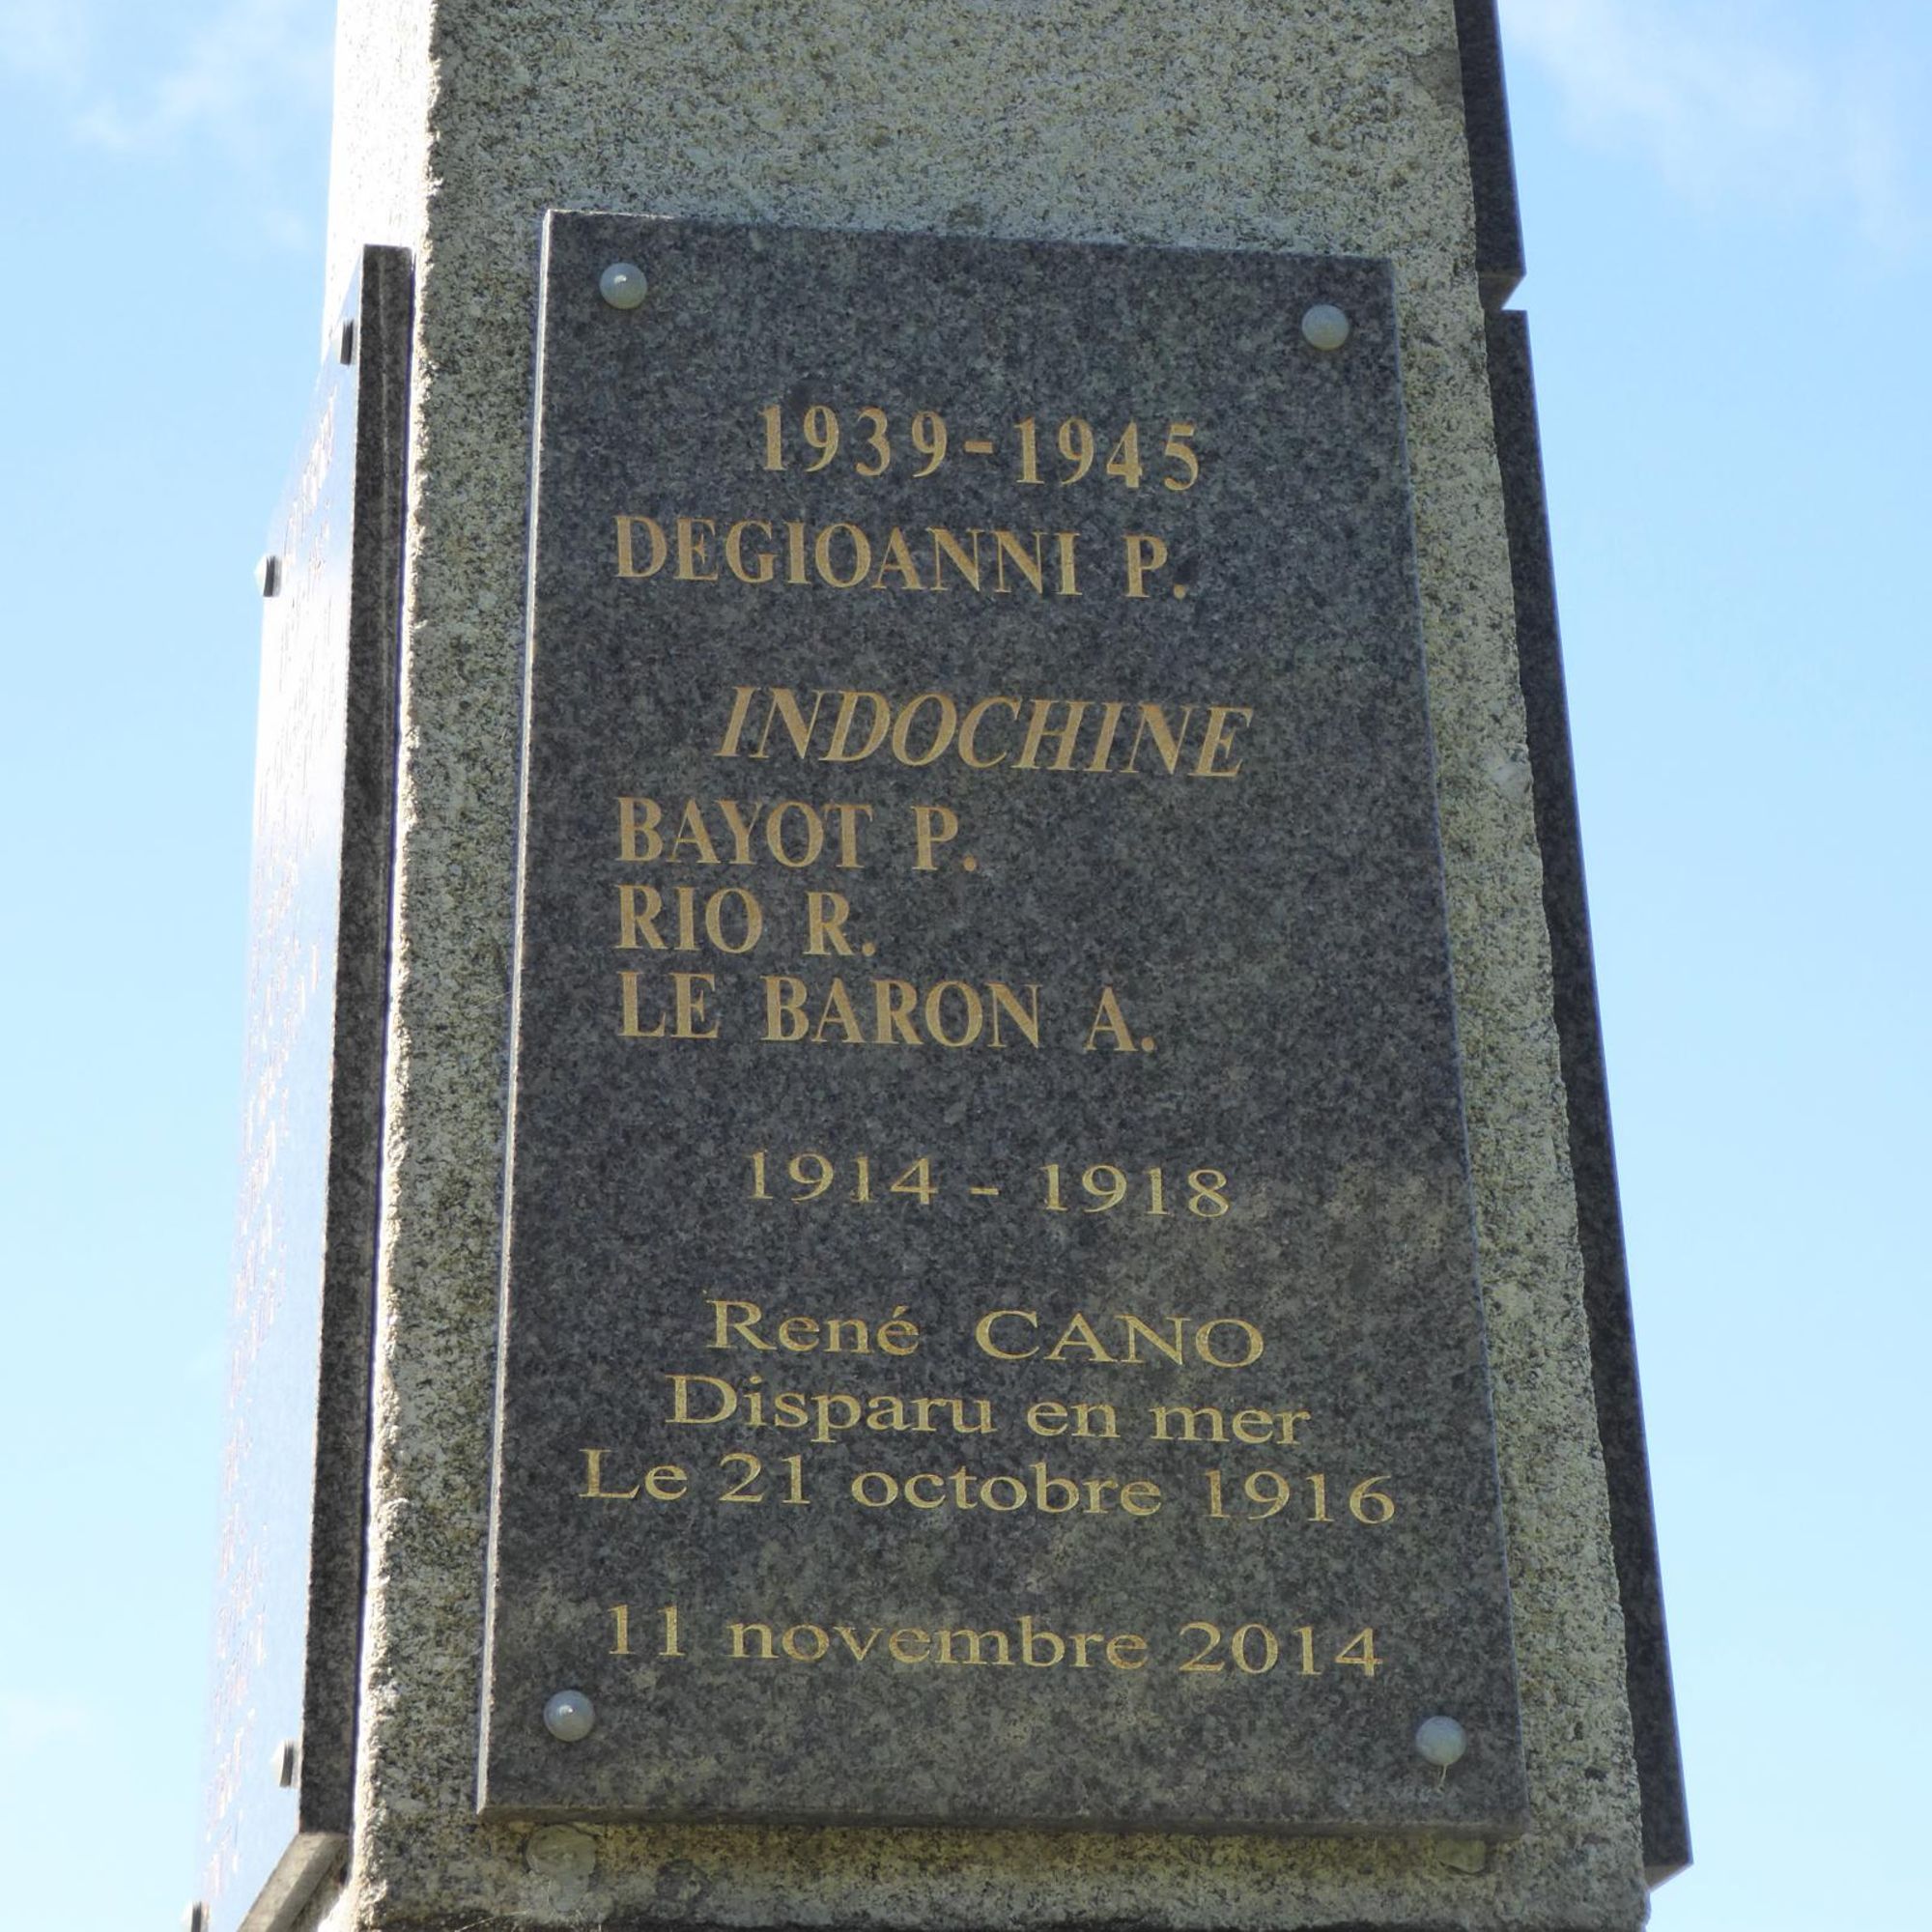 1939-1945
DEGIOANNI P.
INDOCHINE
BAYOT P.
RIO R.
LE BARON A.
1914 - 1918
René CANO
Disparu en mer
Le 21 octobre 1916
11 novembre 2014